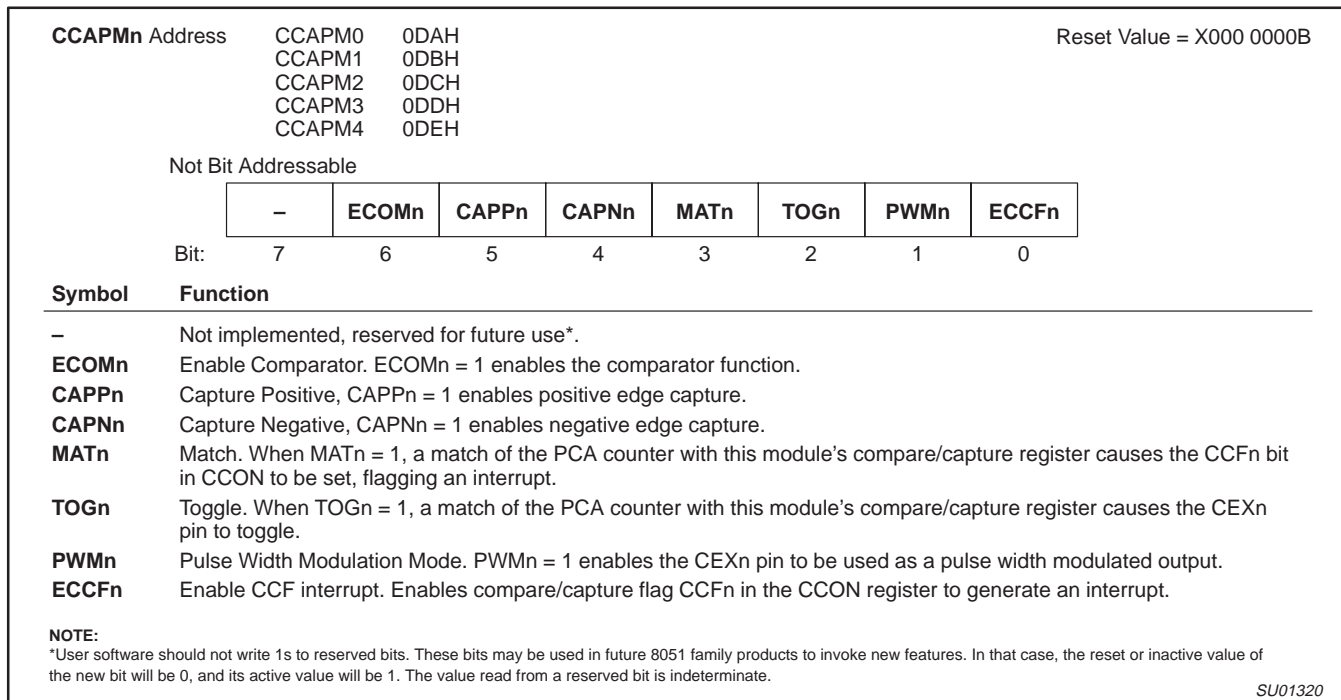 CCAPMn Address CCAPM0 0DAH Reset Value = X000 0000B
CCAPM1 0DBH
CCAPM2 0DCH
CCAPM3 0DDH
CCAPM4 0DEH
Not Bit Addressable
– ECOMn CAPPn CAPNn MATn TOGn PWMn ECCFn
Bit: 7 6 5 4 3 2 1 0
Symbol Function
– Not implemented, reserved for future use*.
ECOMn Enable Comparator. ECOMn = 1 enables the comparator function.
CAPPn Capture Positive, CAPPn = 1 enables positive edge capture.
CAPNn Capture Negative, CAPNn = 1 enables negative edge capture.
MATn Match. When MATn = 1, a match of the PCA counter with this module's compare/capture register causes the CCFn bit
in CCON to be set, flagging an interrupt.
TOGn Toggle. When TOGn = 1, a match of the PCA counter with this module's compare/capture register causes the CEXn
pin to toggle.
PWMn Pulse Width Modulation Mode. PWMn = 1 enables the CEXn pin to be used as a pulse width modulated output.
ECCFn Enable CCF interrupt. Enables compare/capture flag CCFn in the CCON register to generate an interrupt.
NOTE:
*User software should not write 1s to reserved bits. These bits may be used in future 8051 family products to invoke new features. In that case, the reset or inactive value of
the new bit will be 0, and its active value will be 1. The value read from a reserved bit is indeterminate.
SU01320